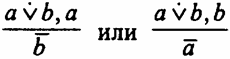 a ⩒ b, a / b̅ или a ⩒ b, b / a̅